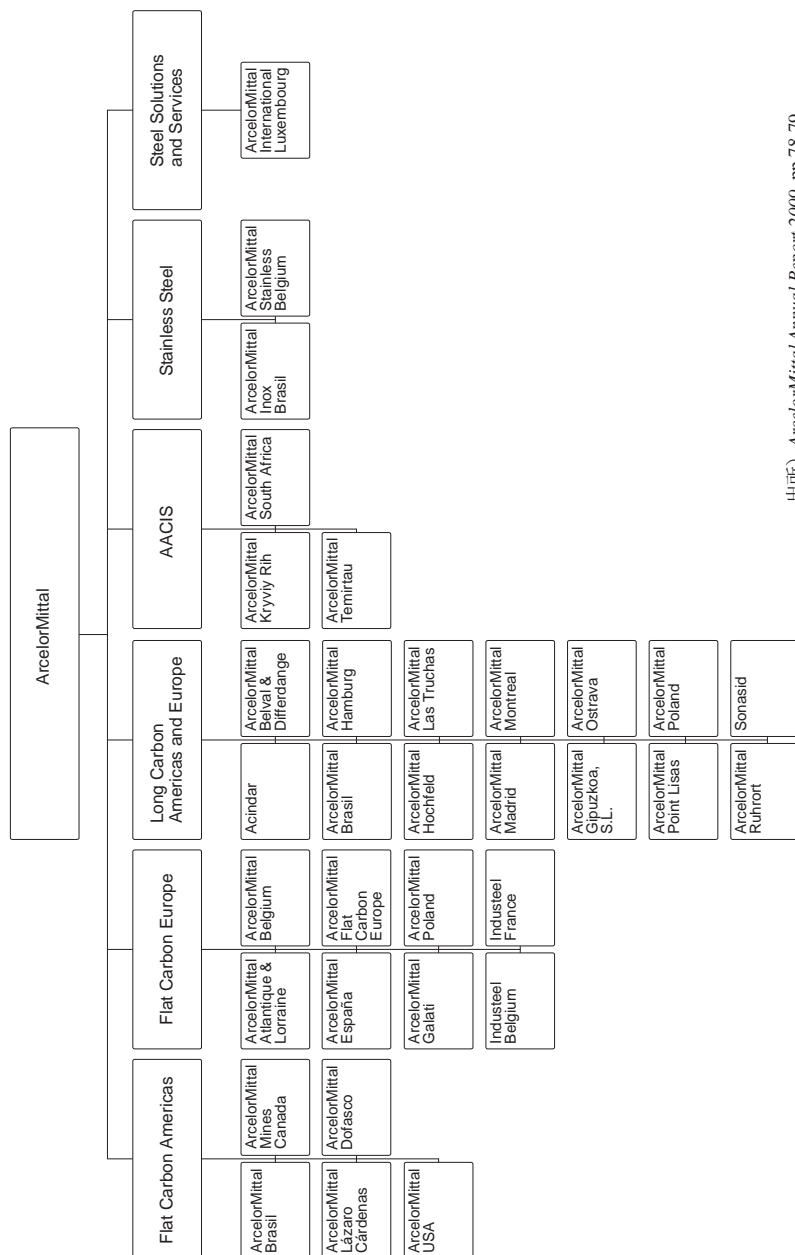 ArcelorMittal
Flat Carbon Americas
ArcelorMittal
Brasil
ArcelorMittal
Mines
Canada
ArcelorMittal
Lázaro
Cárdenas
ArcelorMittal
Dofasco
ArcelorMittal
USA
Flat Carbon Europe
ArcelorMittal
Atlantique &
Lorraine
ArcelorMittal
Belgium
ArcelorMittal
España
ArcelorMittal
Flat
Carbon
Europe
ArcelorMittal
Galati
ArcelorMittal
Poland
Industeel
Belgium
Industeel
France
Long Carbon
Americas and Europe
Acindar
ArcelorMittal
Belval &
Differdange
ArcelorMittal
Brasil
ArcelorMittal
Hamburg
ArcelorMittal
Hochfeld
ArcelorMittal
Las Truchas
ArcelorMittal
Madrid
ArcelorMittal
Montreal
ArcelorMittal
Gipuzkoa,
S.L.
ArcelorMittal
Ostrava
ArcelorMittal
Point Lisas
ArcelorMittal
Poland
ArcelorMittal
Ruhrort
Sonasid
AACIS
ArcelorMittal
Kryviy Rih
ArcelorMittal
South Africa
ArcelorMittal
Temirtau
Stainless Steel
ArcelorMittal
Inox
Brasil
ArcelorMittal
Stainless
Belgium
Steel Solutions
and Services
ArcelorMittal
International
Luxembourg
出所) ArcelorMittal Annual Report 2009, pp.78-79